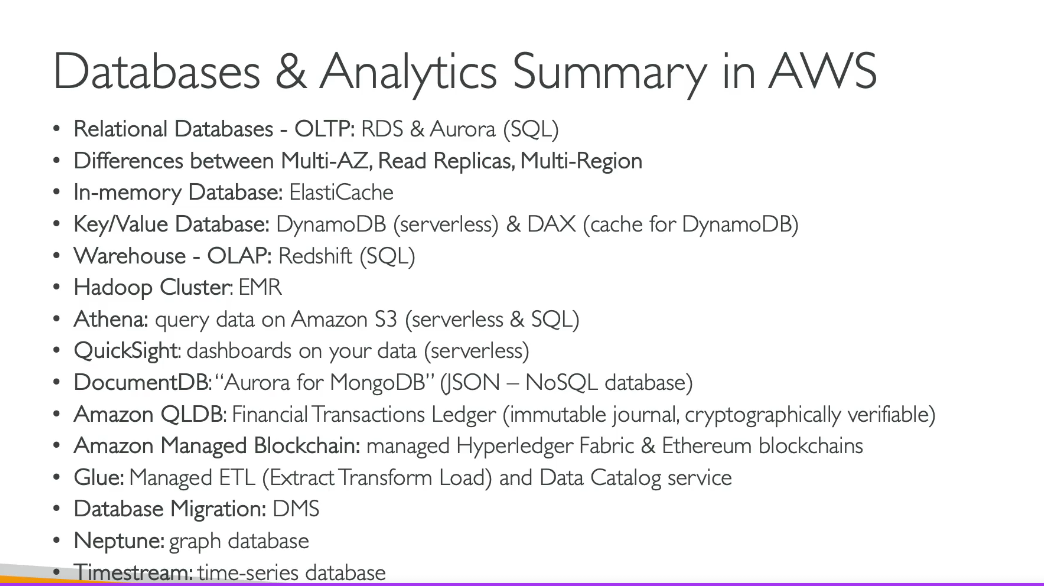 Databases & Analytics Summary in AWS
• Relational Databases - OLTP: RDS & Aurora (SQL)
• Differences between Multi-AZ, Read Replicas, Multi-Region
• In-memory Database: ElastiCache
• Key/Value Database: DynamoDB (serverless) & DAX (cache for DynamoDB)
• Warehouse - OLAP: Redshift (SQL)
• Hadoop Cluster: EMR
• Athena: query data on Amazon S3 (serverless & SQL)
• QuickSight: dashboards on your data (serverless)
• DocumentDB: “Aurora for MongoDB” (JSON – NoSQL database)
• Amazon QLDB: Financial Transactions Ledger (immutable journal, cryptographically verifiable)
• Amazon Managed Blockchain: managed Hyperledger Fabric & Ethereum blockchains
• Glue: Managed ETL (Extract Transform Load) and Data Catalog service
• Database Migration: DMS
• Neptune: graph database
• Timestream: time-series database